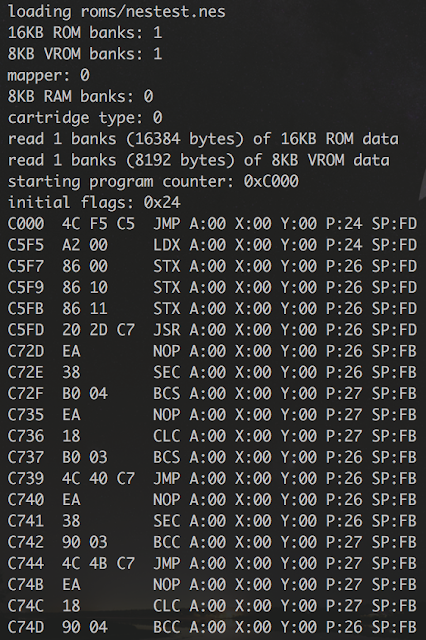 loading roms/nestest.nes
16KB ROM banks: 1
8KB VROM banks: 1
mapper: 0
8KB RAM banks: 0
cartridge type: 0
read 1 banks (16384 bytes) of 16KB ROM data
read 1 banks (8192 bytes) of 8KB VROM data
starting program counter: 0xC000
initial flags: 0x24
C000  4C F5 C5  JMP A:00 X:00 Y:00 P:24 SP:FD
C5F5  A2 00     LDX A:00 X:00 Y:00 P:24 SP:FD
C5F7  86 00     STX A:00 X:00 Y:00 P:26 SP:FD
C5F9  86 10     STX A:00 X:00 Y:00 P:26 SP:FD
C5FB  86 11     STX A:00 X:00 Y:00 P:26 SP:FD
C5FD  20 2D C7  JSR A:00 X:00 Y:00 P:26 SP:FD
C72D  EA        NOP A:00 X:00 Y:00 P:26 SP:FB
C72E  38        SEC A:00 X:00 Y:00 P:26 SP:FB
C72F  B0 04     BCS A:00 X:00 Y:00 P:27 SP:FB
C735  EA        NOP A:00 X:00 Y:00 P:27 SP:FB
C736  18        CLC A:00 X:00 Y:00 P:27 SP:FB
C737  B0 03     BCS A:00 X:00 Y:00 P:26 SP:FB
C739  4C 40 C7  JMP A:00 X:00 Y:00 P:26 SP:FB
C740  EA        NOP A:00 X:00 Y:00 P:26 SP:FB
C741  38        SEC A:00 X:00 Y:00 P:26 SP:FB
C742  90 03     BCC A:00 X:00 Y:00 P:27 SP:FB
C744  4C 4B C7  JMP A:00 X:00 Y:00 P:27 SP:FB
C74B  EA        NOP A:00 X:00 Y:00 P:27 SP:FB
C74C  18        CLC A:00 X:00 Y:00 P:27 SP:FB
C74D  90 04     BCC A:00 X:00 Y:00 P:26 SP:FB